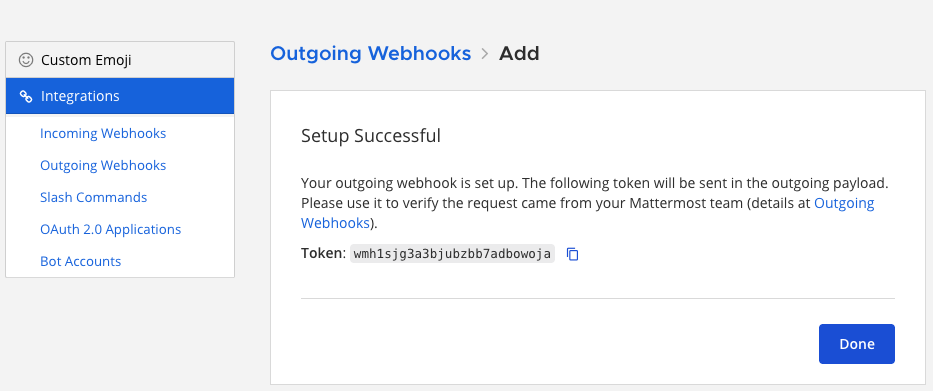 Custom Emoji
Integrations
Incoming Webhooks
Outgoing Webhooks
Slash Commands
OAuth 2.0 Applications
Bot Accounts
Outgoing Webhooks > Add
Setup Successful
Your outgoing webhook is set up. The following token will be sent in the outgoing payload.
Please use it to verify the request came from your Mattermost team (details at Outgoing
Webhooks).
Token: wmh1sjg3a3bjubzbb7adbowoja
Done